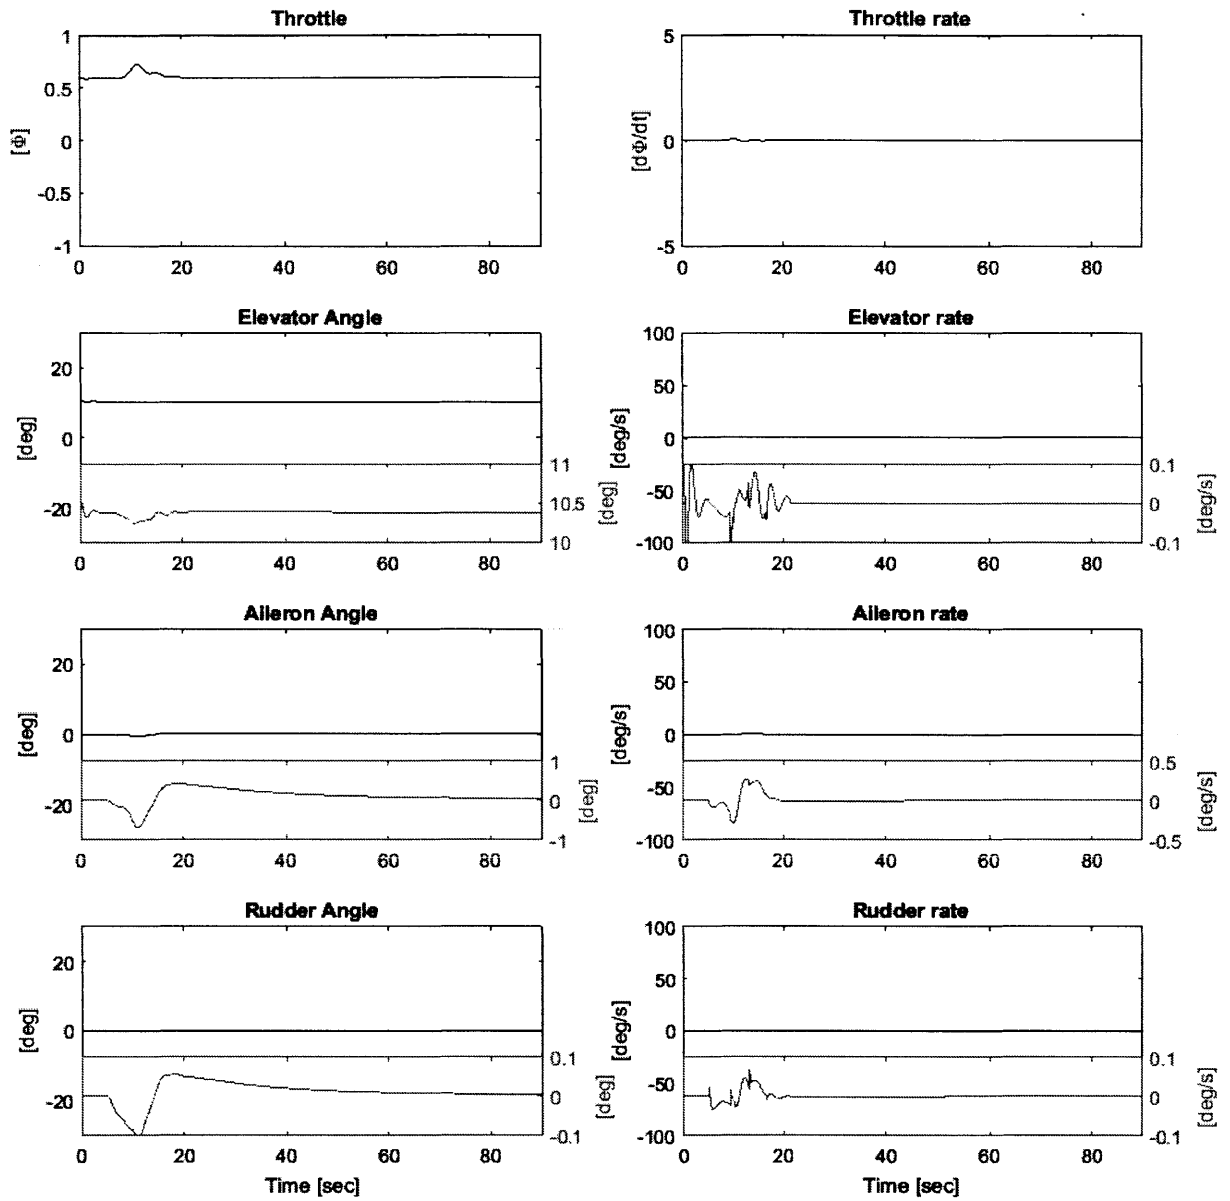 Throttle
1
0.5
0
-0.5
-1
[Φ]
0 20 40 60 80
Throttle rate
5
0
-5
[dΦ/dt]
0 20 40 60 80
Elevator Angle
20
0
-20
[deg]
11
10.5
10
[deg]
0 20 40 60 80
Elevator rate
100
50
0
-50
-100
[deg/s]
0.1
0
-0.1
[deg/s]
0 20 40 60 80
Aileron Angle
20
0
-20
[deg]
1
0
-1
[deg]
0 20 40 60 80
Aileron rate
100
50
0
-50
-100
[deg/s]
0.5
0
-0.5
[deg/s]
0 20 40 60 80
Rudder Angle
20
0
-20
[deg]
0.1
0
-0.1
[deg]
0 20 40 60 80
Time [sec]
Rudder rate
100
50
0
-50
-100
[deg/s]
0.1
0
-0.1
[deg/s]
0 20 40 60 80
Time [sec]